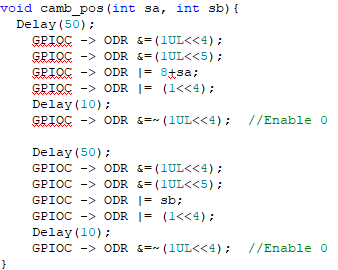 void camb_pos(int sa, int sb){
  Delay(50);
    GPIOC -> ODR &=(1UL<<4);
    GPIOC -> ODR &=(1UL<<5);
    GPIOC -> ODR |= 8+sa;
    GPIOC -> ODR |= (1<<4);
    Delay(10);
    GPIOC -> ODR &=~(1UL<<4);  //Enable 0

    Delay(50);
    GPIOC -> ODR &=(1UL<<4);
    GPIOC -> ODR &=(1UL<<5);
    GPIOC -> ODR |= sb;
    GPIOC -> ODR |= (1<<4);
    Delay(10);
    GPIOC -> ODR &=~(1UL<<4);  //Enable 0
}